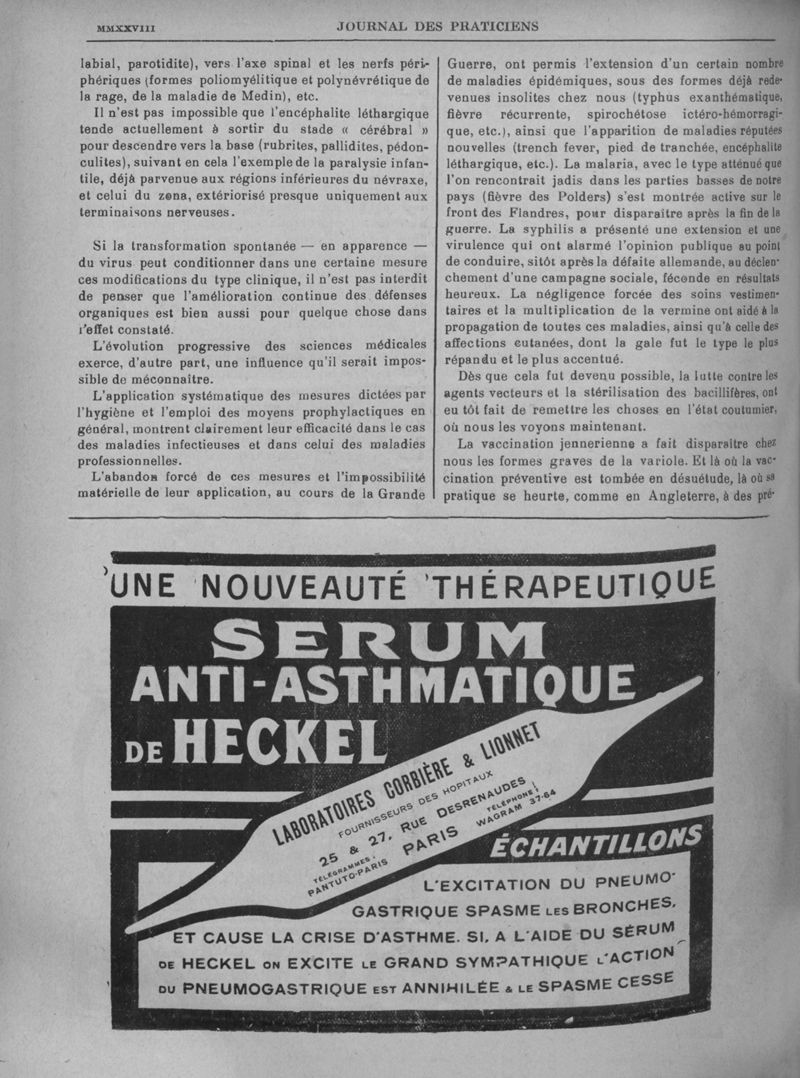 MMXXVIII
JOURNAL DES PRATICIENS
labial, parotidite), vers l'axe spinal et les nerfs péri-
phériques (formes poliomyélitique et polynévrétique de
la rage, de la maladie de Medin), etc.
Il n'est pas impossible que l'encéphalite léthargique
tende actuellement à sortir du stade « cérébral »
pour descendre vers la base (rubrites, pallidites, pédon-
culites), suivant en cela l'exemple de la paralysie infan-
tile, déjà parvenue aux régions inférieures du névraxe,
et celui du zona, extériorisé presque uniquement aux
terminaisons nerveuses.
Si la transformation spontanée — en apparence —
du virus peut conditionner dans une certaine mesure
ces modifications du type clinique, il n'est pas interdit
de penser que l'amélioration continue des défenses
organiques est bien aussi pour quelque chose dans
l'effet constaté.
L'évolution progressive des sciences médicales
exerce, d'autre part, une influence qu'il serait impos-
sible de méconnaître.
L'application systématique des mesures dictées par
l'hygiène et l'emploi des moyens prophylactiques en
général, montrent clairement leur efficacité dans le cas
des maladies infectieuses et dans celui des maladies
professionnelles.
L'abandon forcé de ces mesures et l'impossibilité
matérielle de leur application, au cours de la Grande
Guerre, ont permis l'extension d'un certain nombre
de maladies épidémiques, sous des formes déjà rede-
venues insolites chez nous (typhus exanthématique,
fièvre récurrente, spirochétose ictéro-hémorragi-
que, etc.), ainsi que l'apparition de maladies réputées
nouvelles (trench fever, pied de tranchée, encéphalite
léthargique, etc.). La malaria, avec le type atténué que
l'on rencontrait jadis dans les parties basses de notre
pays (fièvre des Polders) s'est montrée active sur le
front des Flandres, pour disparaître après la fin de la
guerre. La syphilis a présenté une extension et une
virulence qui ont alarmé l'opinion publique au point
de conduire, sitôt après la défaite allemande, au déclen-
chement d'une campagne sociale, féconde en résultats
heureux. La négligence forcée des soins vestimen-
taires et la multiplication de la vermine ont aidé à la
propagation de toutes ces maladies, ainsi qu'à celle des
affections cutanées, dont la gale fut le type le plus
répandu et le plus accentué.
Dès que cela fut devenu possible, la lutte contre les
agents vecteurs et la stérilisation des bacillifères, ont
eu tôt fait de remettre les choses en l'état coutumier,
où nous les voyons maintenant.
La vaccination jennerienne a fait disparaître chez
nous les formes graves de la variole. Et là où la vac-
cination préventive est tombée en désuétude, là où sa
pratique se heurte, comme en Angleterre, à des pré-
UNE NOUVEAUTÉ THÉRAPEUTIQUE
SERUM
ANTI-ASTHMATIQUE
DE HECKEL
LABORATOIRES CORBIÈRE & LIONNET
FOURNISSEURS DES HOPITAUX
25 & 27, RUE DESRENAUDES
TÉLÉGRAMMES:
PANTUTO-PARIS
PARIS
TÉLÉPHONE:
WAGRAM 37-64
ÉCHANTILLONS
L'EXCITATION DU PNEUMO-
GASTRIQUE SPASME LES BRONCHES,
ET CAUSE LA CRISE D'ASTHME. SI, A L'AIDE DU SÉRUM
DE HECKEL ON EXCITE LE GRAND SYMPATHIQUE L'ACTION
DU PNEUMOGASTRIQUE EST ANNIHILÉE & LE SPASME CESSE